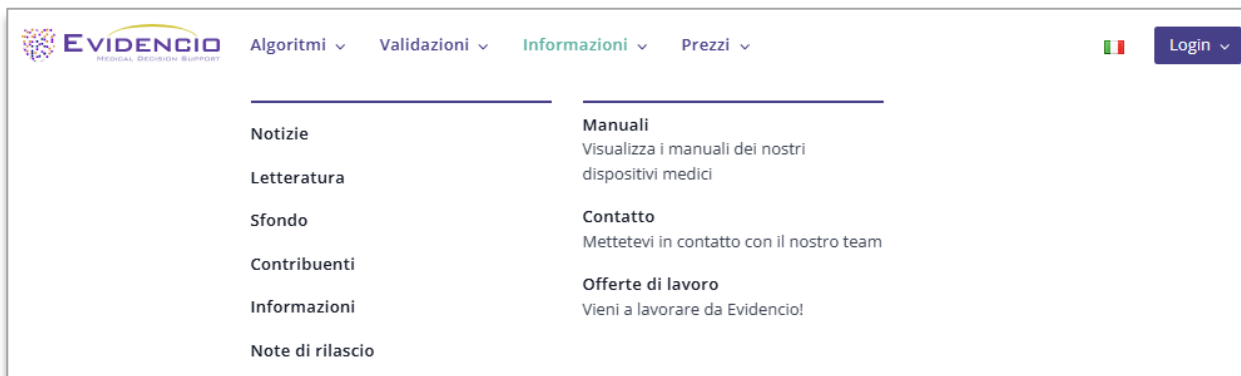 EVIDENCIO
MEDICAL DECISION SUPPORT
Algoritmi
Validazioni
Informazioni
Prezzi
Login
Notizie
Letteratura
Sfondo
Contribuenti
Informazioni
Note di rilascio
Manuali
Visualizza i manuali dei nostri
dispositivi medici
Contatto
Mettetevi in contatto con il nostro team
Offerte di lavoro
Vieni a lavorare da Evidencio!